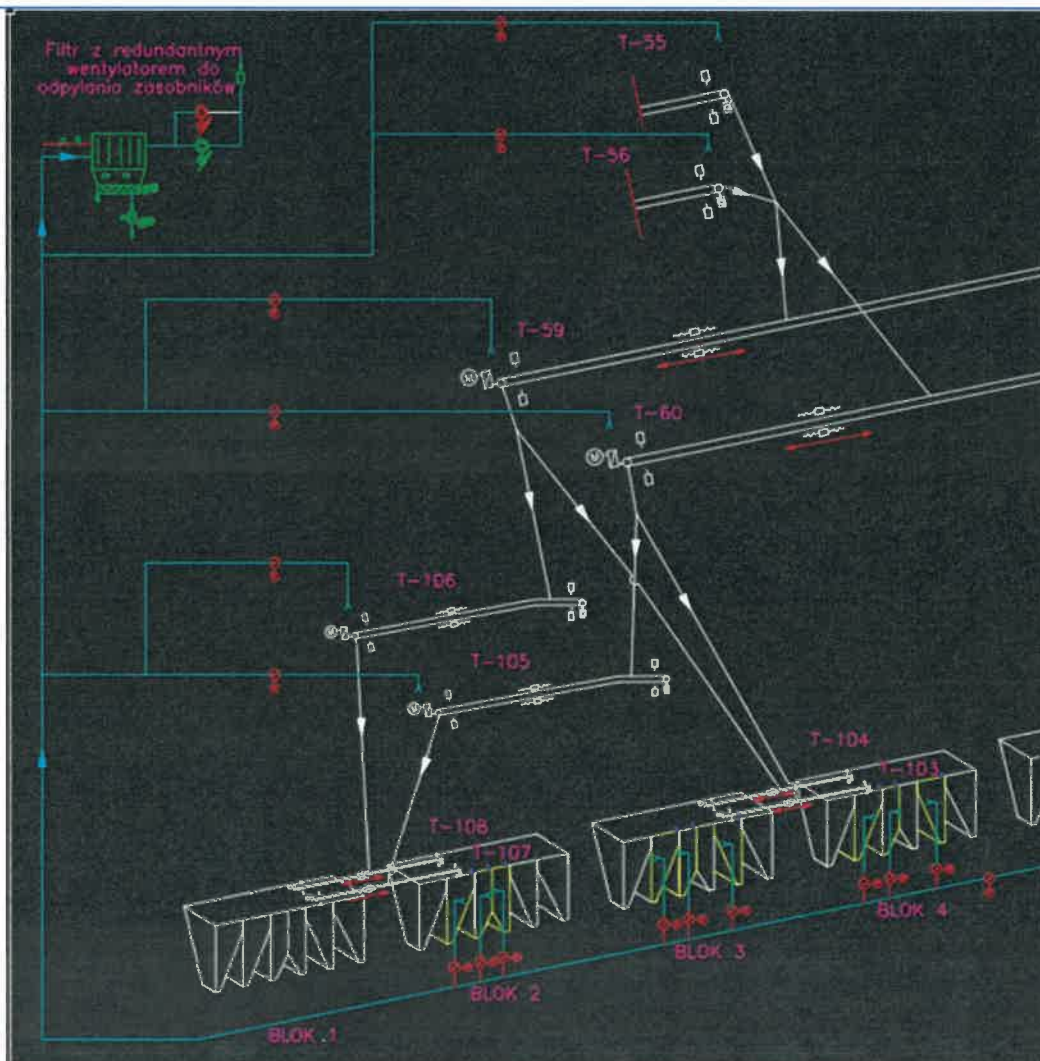 Filtr z redundantnym
wentylatorem do
odpylania zasobników
T-55
T-56
T-59
T-60
T-106
T-105
T-104
T-103
T-108
T-107
BLOK 4
BLOK 3
BLOK 2
BLOK 1